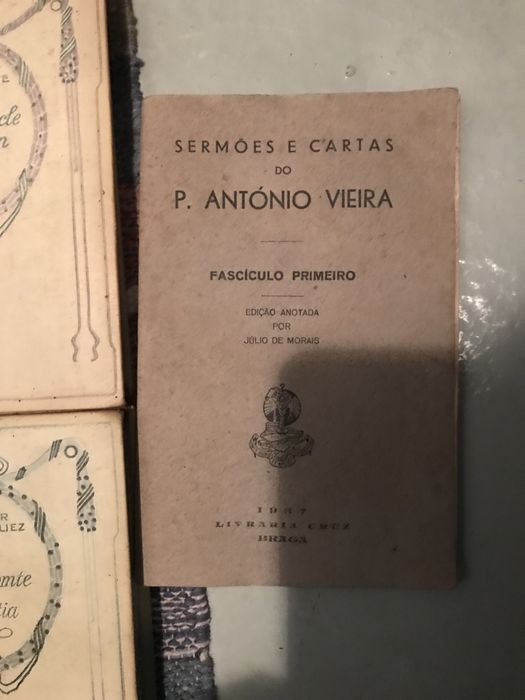 SERMÕES E CARTAS
DO
P. ANTÓNIO VIEIRA
FASCÍCULO PRIMEIRO
EDIÇÃO ANOTADA
POR
JÚLIO DE MORAIS
1937
LIVRARIA CRUZ
BRAGA